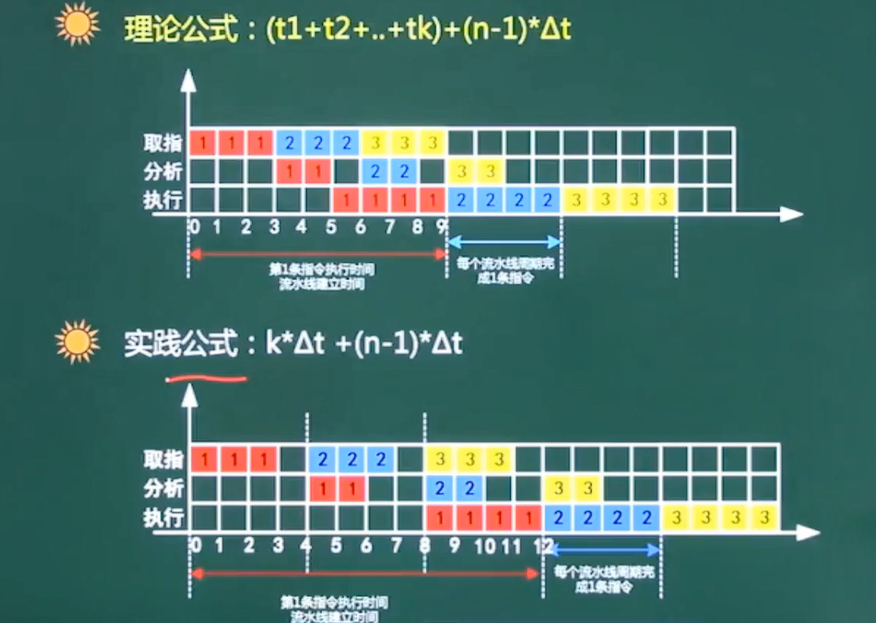 理论公式：(t1+t2+..+tk)+(n-1)*Δt
取指 1 1 1 2 2 2 3 3 3
分析 1 1 2 2 3 3
执行 1 1 1 1 2 2 2 2 3 3 3 3
0 1 2 3 4 5 6 7 8 9
第1条指令执行时间
流水线建立时间
每个流水线周期完
成1条指令
实践公式：k*Δt +(n-1)*Δt
取指 1 1 1 2 2 2 3 3 3
分析 1 1 2 2 3 3
执行 1 1 1 1 2 2 2 2 3 3 3 3
0 1 2 3 4 5 6 7 8 9 10 11 12
第1条指令执行时间
流水线建立时间
每个流水线周期完
成1条指令